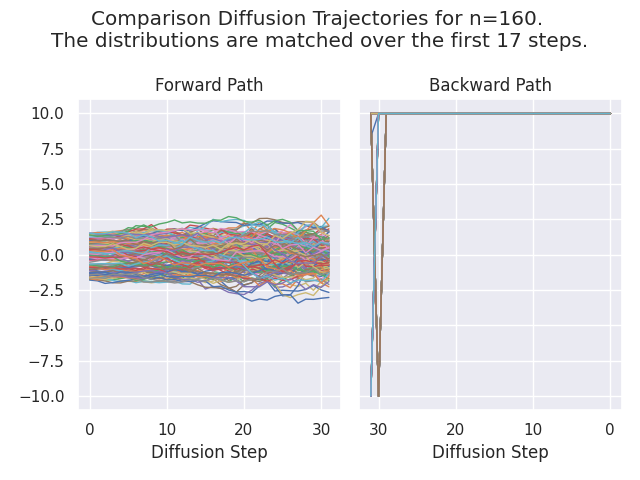 Comparison Diffusion Trajectories for n=160.
The distributions are matched over the first 17 steps.
Forward Path
Backward Path
10.0
7.5
5.0
2.5
0.0
−2.5
−5.0
−7.5
−10.0
0 10 20 30
30 20 10 0
Diffusion Step
Diffusion Step